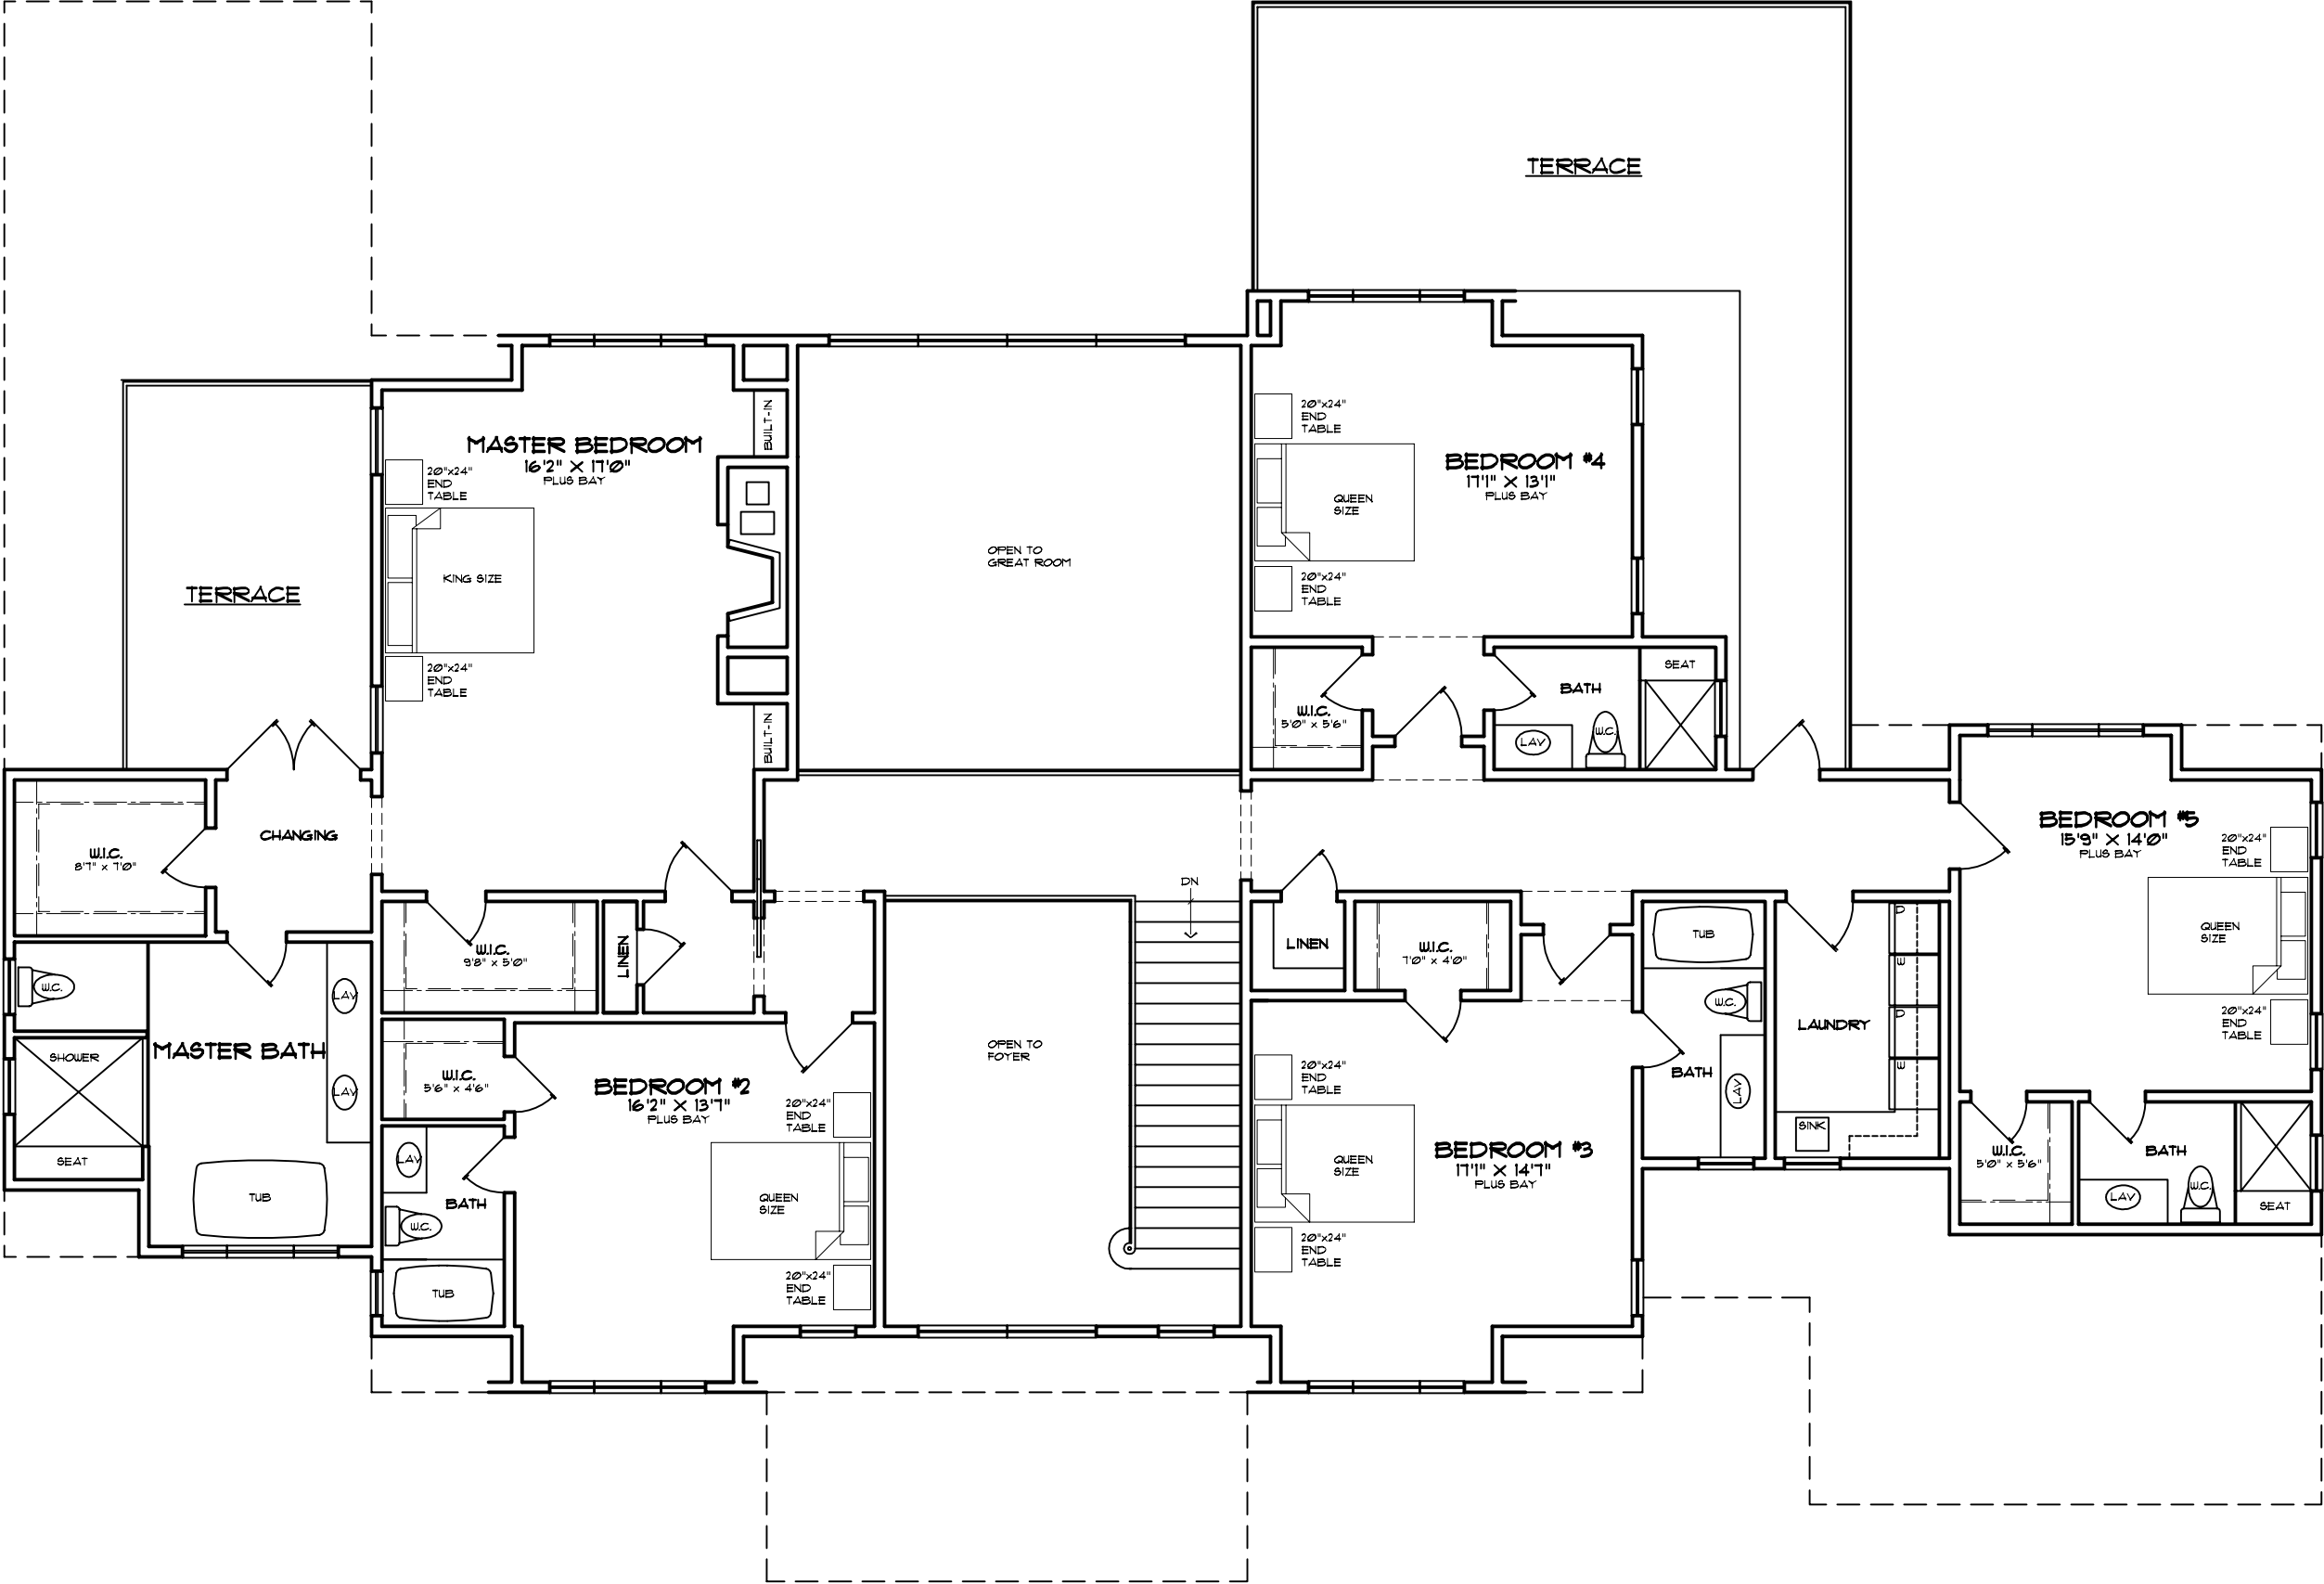 TERRACE
MASTER BEDROOM
16'2" X 17'0"
PLUS BAY
BUILT-IN
20"x24"
END
TABLE
KING SIZE
20"x24"
END
TABLE
BUILT-IN
TERRACE
OPEN TO
GREAT ROOM
20"x24"
END
TABLE
BEDROOM #4
17'1" X 13'1"
PLUS BAY
QUEEN
SIZE
20"x24"
END
TABLE
W.I.C.
5'0" x 5'6"
BATH
SEAT
LAV
W.C.
CHANGING
W.I.C.
8'7" x 7'0"
W.I.C.
9'8" x 5'0"
LINEN
DN
LINEN
W.I.C.
7'0" x 4'0"
TUB
D
W
D
W
BEDROOM #5
15'9" X 14'0"
PLUS BAY
20"x24"
END
TABLE
QUEEN
SIZE
20"x24"
END
TABLE
W.C.
LAV
MASTER BATH
SHOWER
LAV
SEAT
TUB
W.I.C.
5'6" x 4'6"
BEDROOM #2
16'2" X 13'7"
PLUS BAY
20"x24"
END
TABLE
LAV
BATH
W.C.
TUB
QUEEN
SIZE
20"x24"
END
TABLE
OPEN TO
FOYER
20"x24"
END
TABLE
QUEEN
SIZE
BEDROOM #3
17'1" X 14'7"
PLUS BAY
20"x24"
END
TABLE
W.C.
BATH
LAV
LAUNDRY
SINK
W.I.C.
5'0" x 5'6"
BATH
LAV
W.C.
SEAT